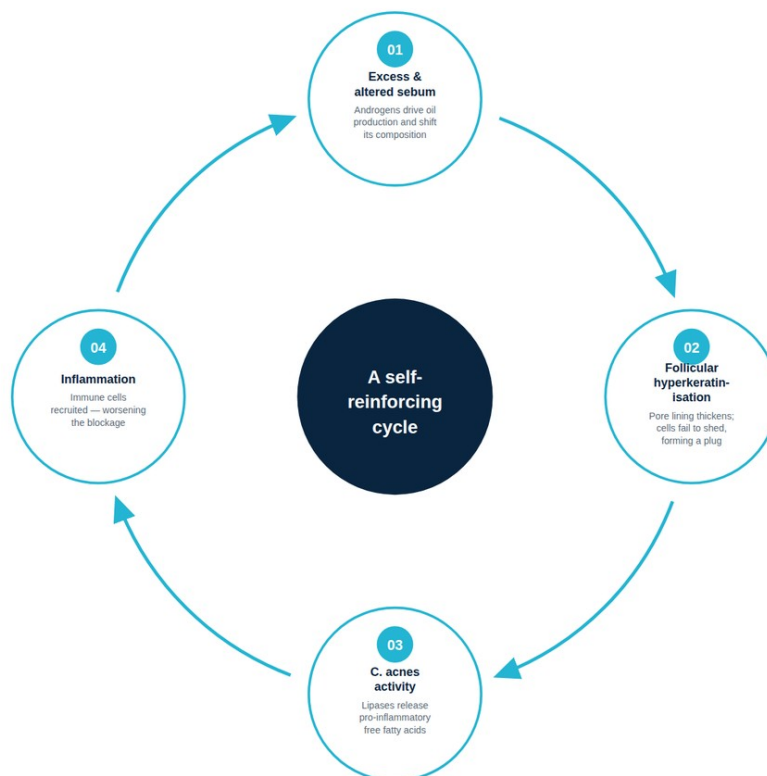 01
Excess &
altered sebum
Androgens drive oil
production and shift
its composition
02
Follicular
hyperkeratin-
isation
Pore lining thickens;
cells fail to shed,
forming a plug
03
C. acnes
activity
Lipases release
pro-inflammatory
free fatty acids
04
Inflammation
Immune cells
recruited — worsening
the blockage
A self-
reinforcing
cycle